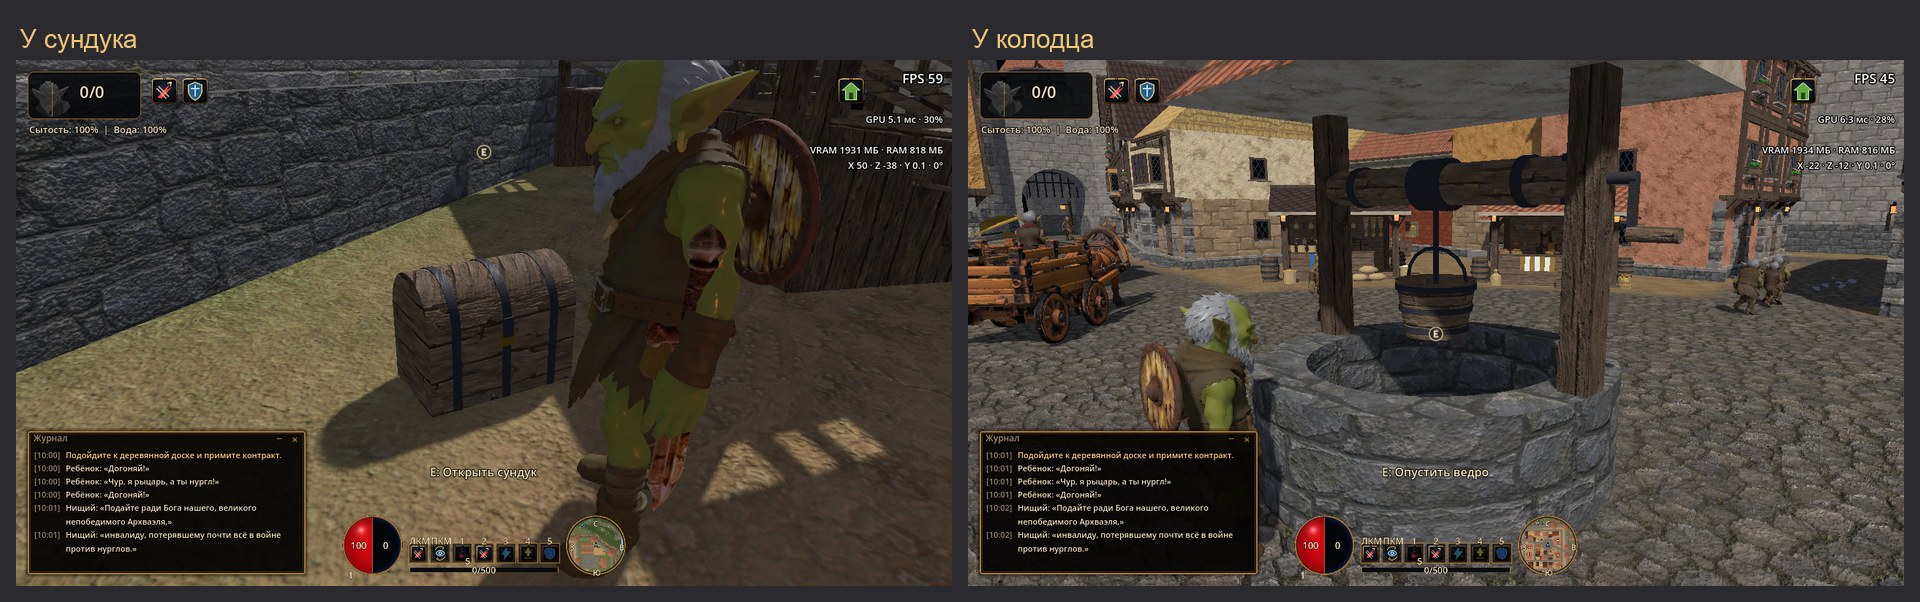 У сундука
0/0
Сытость: 100% | Вода: 100%
FPS 59
GPU 5.1 мс · 30%
VRAM 1931 МБ · RAM 818 МБ
X 50 · Z -38 · Y 0.1 · 0°
E
E: Открыть сундук
Журнал
[10:00] Подойдите к деревянной доске и примите контракт.
[10:00] Ребёнок: «Догоняй!»
[10:00] Ребёнок: «Чур, я рыцарь, а ты нургл!»
[10:00] Ребёнок: «Догоняй!»
[10:01] Нищий: «Подайте ради Бога нашего, великого
непобедимого Архваэля,»
[10:01] Нищий: «инвалиду, потерявшему почти всё в войне
против нурглов.»
100 0
1
ЛКМ ПКМ 1 2 3 4 5
5
0/500
С
В
Ю
У колодца
0/0
Сытость: 100% | Вода: 100%
FPS 45
GPU 6.3 мс · 28%
VRAM 1934 МБ · RAM 816 МБ
X -22 · Z -12 · Y 0.1 · 0°
E
E: Опустить ведро
Журнал
[10:01] Подойдите к деревянной доске и примите контракт.
[10:01] Ребёнок: «Догоняй!»
[10:01] Ребёнок: «Чур, я рыцарь, а ты нургл!»
[10:01] Ребёнок: «Догоняй!»
[10:02] Нищий: «Подайте ради Бога нашего, великого
непобедимого Архваэля,»
[10:02] Нищий: «инвалиду, потерявшему почти всё в войне
против нурглов.»
100 0
1
ЛКМ ПКМ 1 2 3 4 5
5
0/500
С
В
Ю